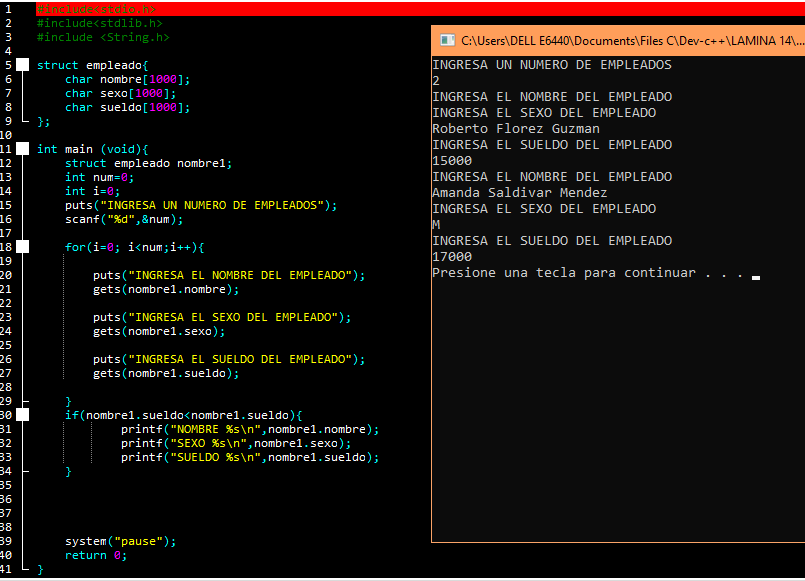 1 #include<stdio.h>
2 #include<stdlib.h>
3 #include <String.h>
4
5 struct empleado{
6 char nombre[1000];
7 char sexo[1000];
8 char sueldo[1000];
9 };
10
11 int main (void){
12 struct empleado nombre1;
13 int num=0;
14 int i=0;
15 puts("INGRESA UN NUMERO DE EMPLEADOS");
16 scanf("%d",&num);
17
18 for(i=0; i<num;i++){
19
20 puts("INGRESA EL NOMBRE DEL EMPLEADO");
21 gets(nombre1.nombre);
22
23 puts("INGRESA EL SEXO DEL EMPLEADO");
24 gets(nombre1.sexo);
25
26 puts("INGRESA EL SUELDO DEL EMPLEADO");
27 gets(nombre1.sueldo);
28
29 }
30 if(nombre1.sueldo<nombre1.sueldo){
31 printf("NOMBRE %s\n",nombre1.nombre);
32 printf("SEXO %s\n",nombre1.sexo);
33 printf("SUELDO %s\n",nombre1.sueldo);
34 }
35
36
37
38
39 system("pause");
40 return 0;
41 }
C:\Users\DELL E6440\Documents\Files C\Dev-c++\LAMINA 14\...
INGRESA UN NUMERO DE EMPLEADOS
2
INGRESA EL NOMBRE DEL EMPLEADO
INGRESA EL SEXO DEL EMPLEADO
Roberto Florez Guzman
INGRESA EL SUELDO DEL EMPLEADO
15000
INGRESA EL NOMBRE DEL EMPLEADO
Amanda Saldivar Mendez
INGRESA EL SEXO DEL EMPLEADO
M
INGRESA EL SUELDO DEL EMPLEADO
17000
Presione una tecla para continuar . . .